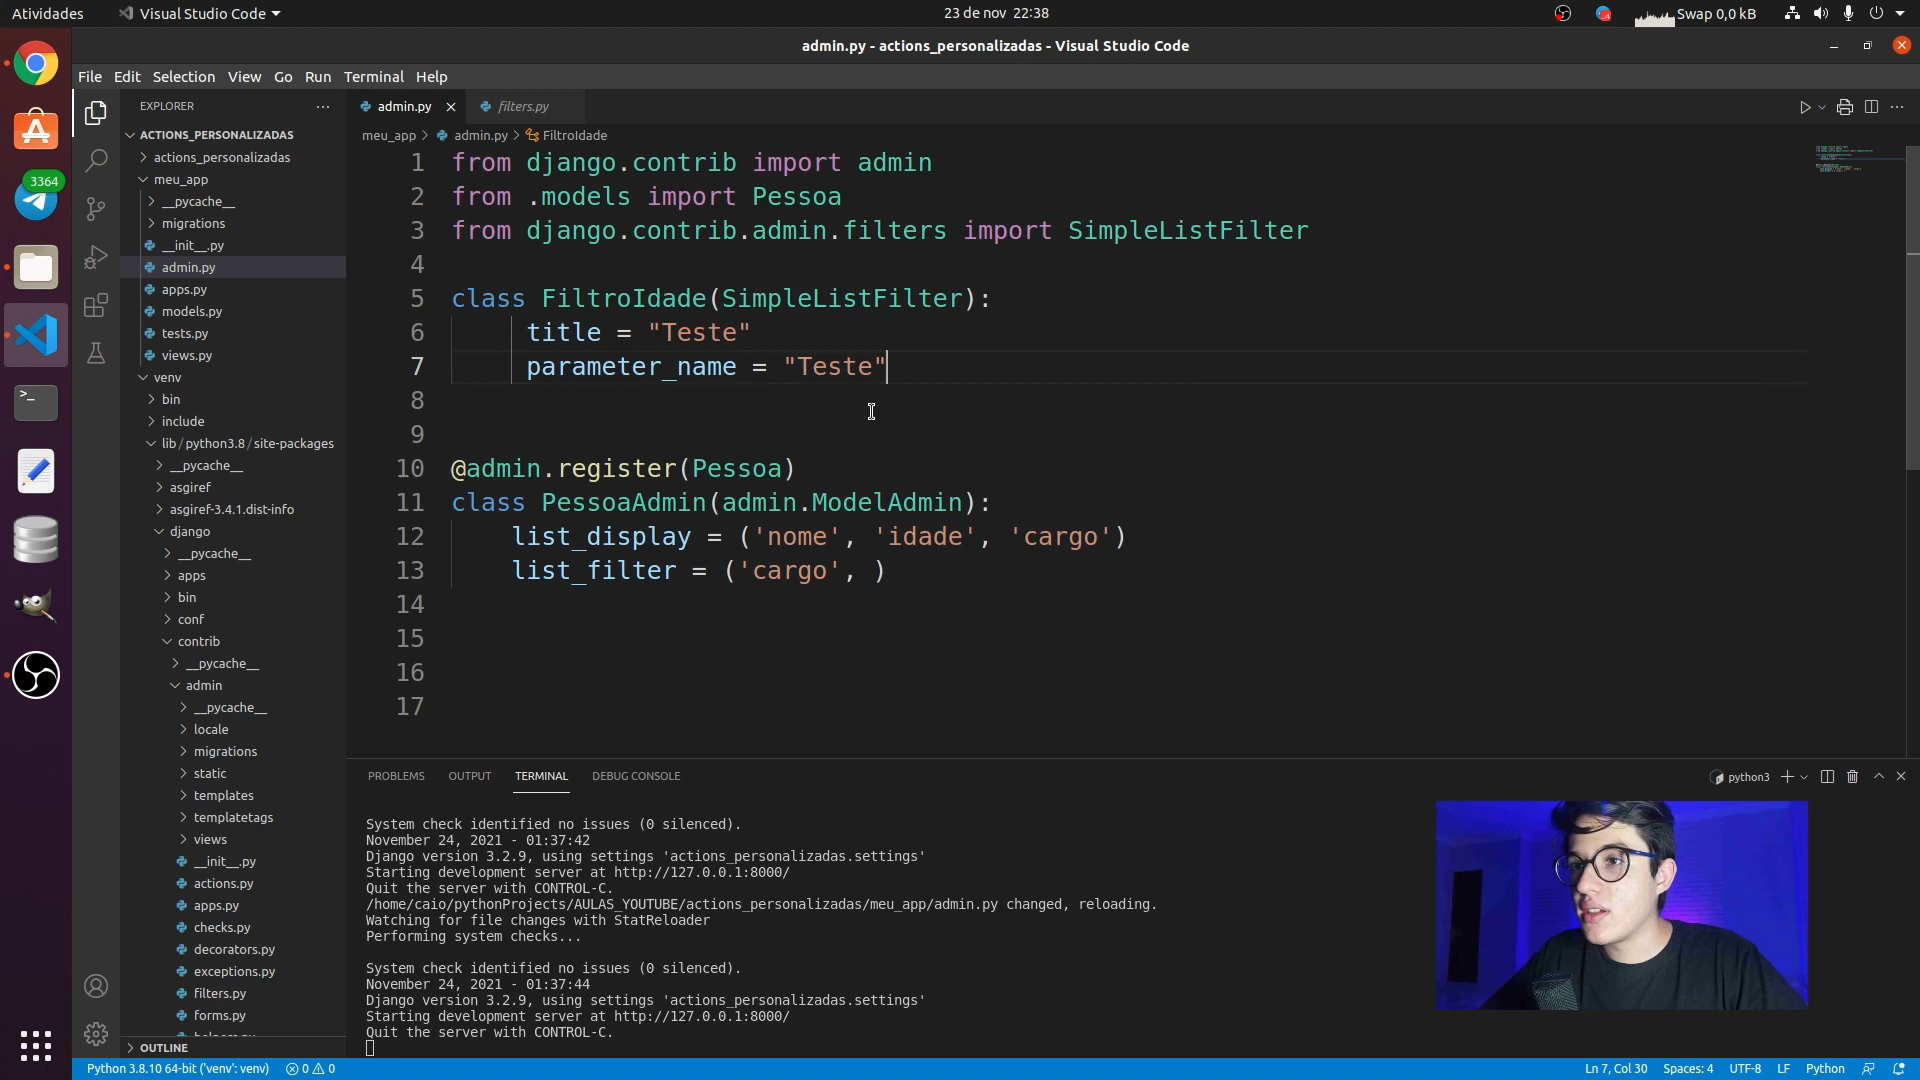 Atividades
Visual Studio Code
23 de nov 22:38
4
Swap 0,0 kB
admin.py - actions_personalizadas - Visual Studio Code
File Edit Selection View Go Run Terminal Help
3364
EXPLORER
ACTIONS_PERSONALIZADAS
actions_personalizadas
meu_app
__pycache__
migrations
__init__.py
admin.py
apps.py
models.py
tests.py
views.py
venv
bin
include
lib / python3.8 / site-packages
__pycache__
asgiref
asgiref-3.4.1.dist-info
django
__pycache__
apps
bin
conf
contrib
__pycache__
admin
__pycache__
locale
migrations
static
templates
templatetags
views
__init__.py
actions.py
apps.py
checks.py
decorators.py
exceptions.py
filters.py
forms.py
OUTLINE
admin.py
filters.py
meu_app > admin.py > FiltroIdade
1 from django.contrib import admin
2 from .models import Pessoa
3 from django.contrib.admin.filters import SimpleListFilter
4
5 class FiltroIdade(SimpleListFilter):
6 title = "Teste"
7 parameter_name = "Teste"
8
9
10 @admin.register(Pessoa)
11 class PessoaAdmin(admin.ModelAdmin):
12 list_display = ('nome', 'idade', 'cargo')
13 list_filter = ('cargo', )
14
15
16
17
PROBLEMS OUTPUT TERMINAL DEBUG CONSOLE
python3
System check identified no issues (0 silenced).
November 24, 2021 - 01:37:42
Django version 3.2.9, using settings 'actions_personalizadas.settings'
Starting development server at http://127.0.0.1:8000/
Quit the server with CONTROL-C.
/home/caio/pythonProjects/AULAS_YOUTUBE/actions_personalizadas/meu_app/admin.py changed, reloading.
Watching for file changes with StatReloader
Performing system checks...
System check identified no issues (0 silenced).
November 24, 2021 - 01:37:44
Django version 3.2.9, using settings 'actions_personalizadas.settings'
Starting development server at http://127.0.0.1:8000/
Quit the server with CONTROL-C.
Python 3.8.10 64-bit ('venv': venv) 0 0
Ln 7, Col 30 Spaces: 4 UTF-8 LF Python